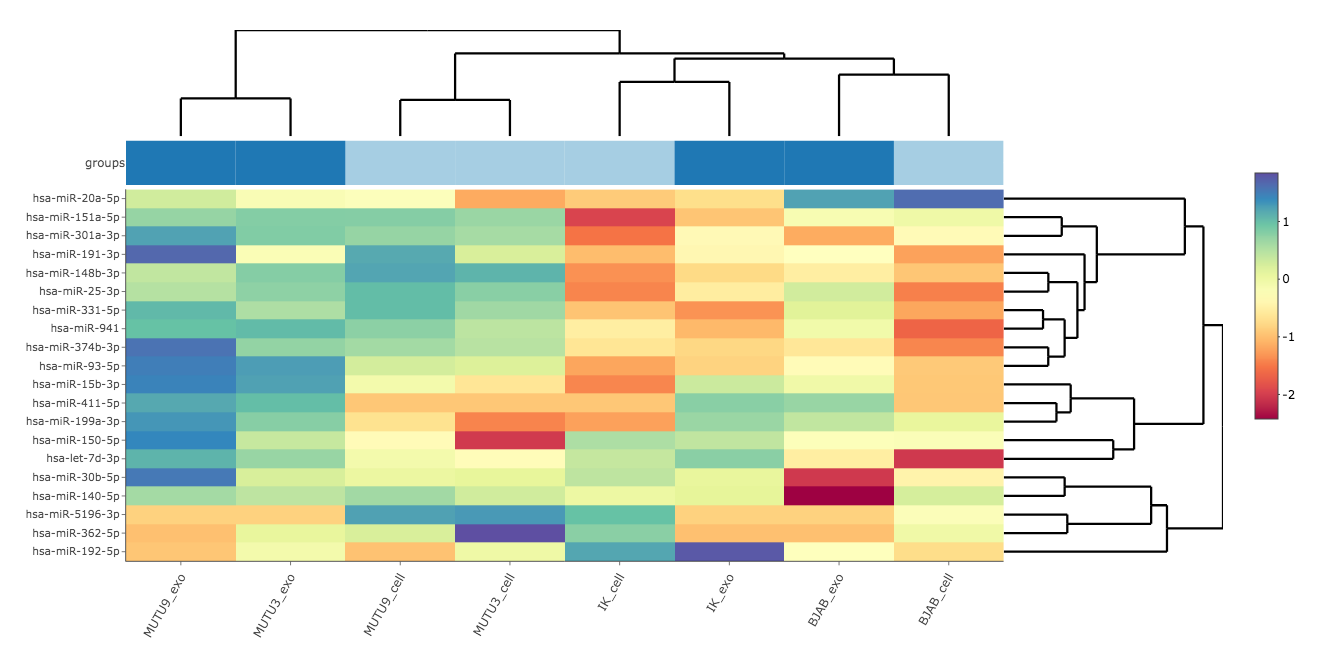 groups
hsa-miR-20a-5p
hsa-miR-151a-5p
hsa-miR-301a-3p
hsa-miR-191-3p
hsa-miR-148b-3p
hsa-miR-25-3p
hsa-miR-331-5p
hsa-miR-941
hsa-miR-374b-3p
hsa-miR-93-5p
hsa-miR-15b-3p
hsa-miR-411-5p
hsa-miR-199a-3p
hsa-miR-150-5p
hsa-let-7d-3p
hsa-miR-30b-5p
hsa-miR-140-5p
hsa-miR-5196-3p
hsa-miR-362-5p
hsa-miR-192-5p
MUTU9_exo
MUTU3_exo
MUTU9_cell
MUTU3_cell
IK_cell
IK_exo
BJAB_exo
BJAB_cell
1
0
−1
−2